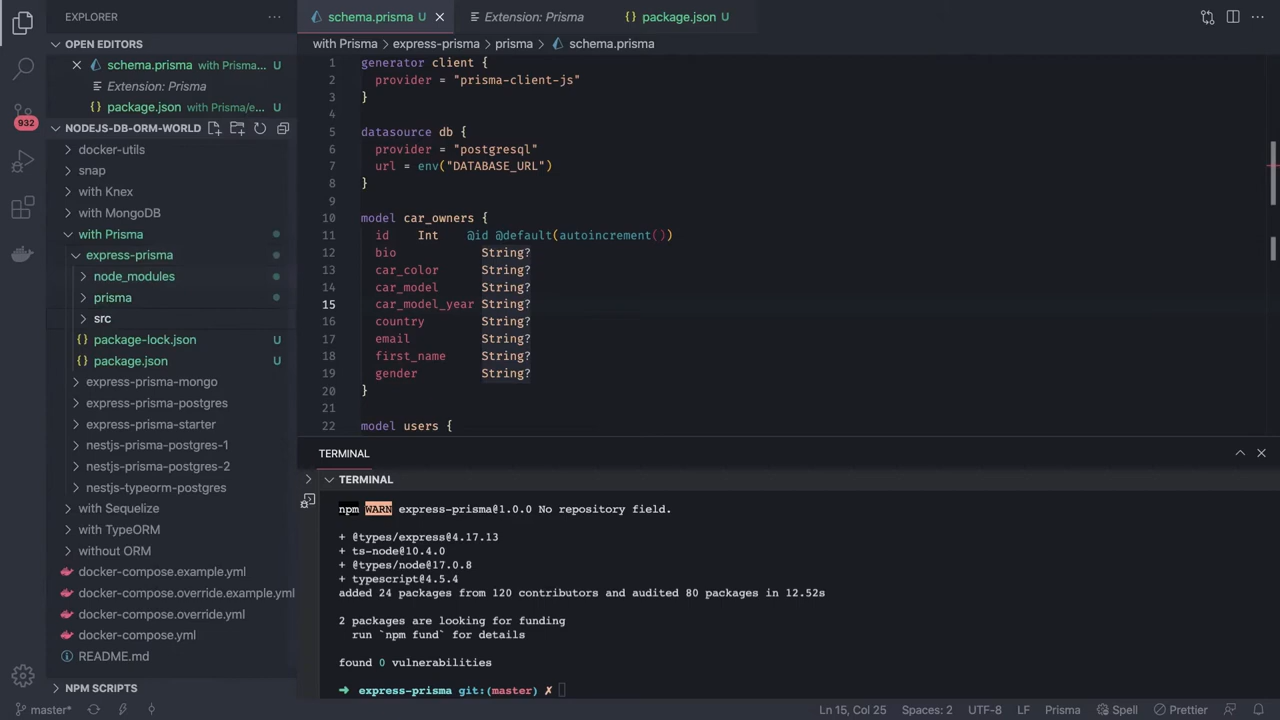 EXPLORER
OPEN EDITORS
schema.prisma with Prisma... U
Extension: Prisma
package.json with Prisma/e... U
932
NODEJS-DB-ORM-WORLD
docker-utils
snap
with Knex
with MongoDB
with Prisma
express-prisma
node_modules
prisma
src
package-lock.json U
package.json U
express-prisma-mongo
express-prisma-postgres
express-prisma-starter
nestjs-prisma-postgres-1
nestjs-prisma-postgres-2
nestjs-typeorm-postgres
with Sequelize
with TypeORM
without ORM
docker-compose.example.yml
docker-compose.override.example.yml
docker-compose.override.yml
docker-compose.yml
README.md
NPM SCRIPTS
schema.prisma U
Extension: Prisma
package.json U
with Prisma > express-prisma > prisma > schema.prisma
1 generator client {
2 provider = "prisma-client-js"
3 }
4
5 datasource db {
6 provider = "postgresql"
7 url = env("DATABASE_URL")
8 }
9
10 model car_owners {
11 id Int @id @default(autoincrement())
12 bio String?
13 car_color String?
14 car_model String?
15 car_model_year String?
16 country String?
17 email String?
18 first_name String?
19 gender String?
20 }
21
22 model users {
TERMINAL
TERMINAL
npm WARN express-prisma@1.0.0 No repository field.
+ @types/express@4.17.13
+ ts-node@10.4.0
+ @types/node@17.0.8
+ typescript@4.5.4
added 24 packages from 120 contributors and audited 80 packages in 12.52s
2 packages are looking for funding
run `npm fund` for details
found 0 vulnerabilities
➜ express-prisma git:(master) ✗
master* Ln 15, Col 25 Spaces: 2 UTF-8 LF Prisma Spell Prettier